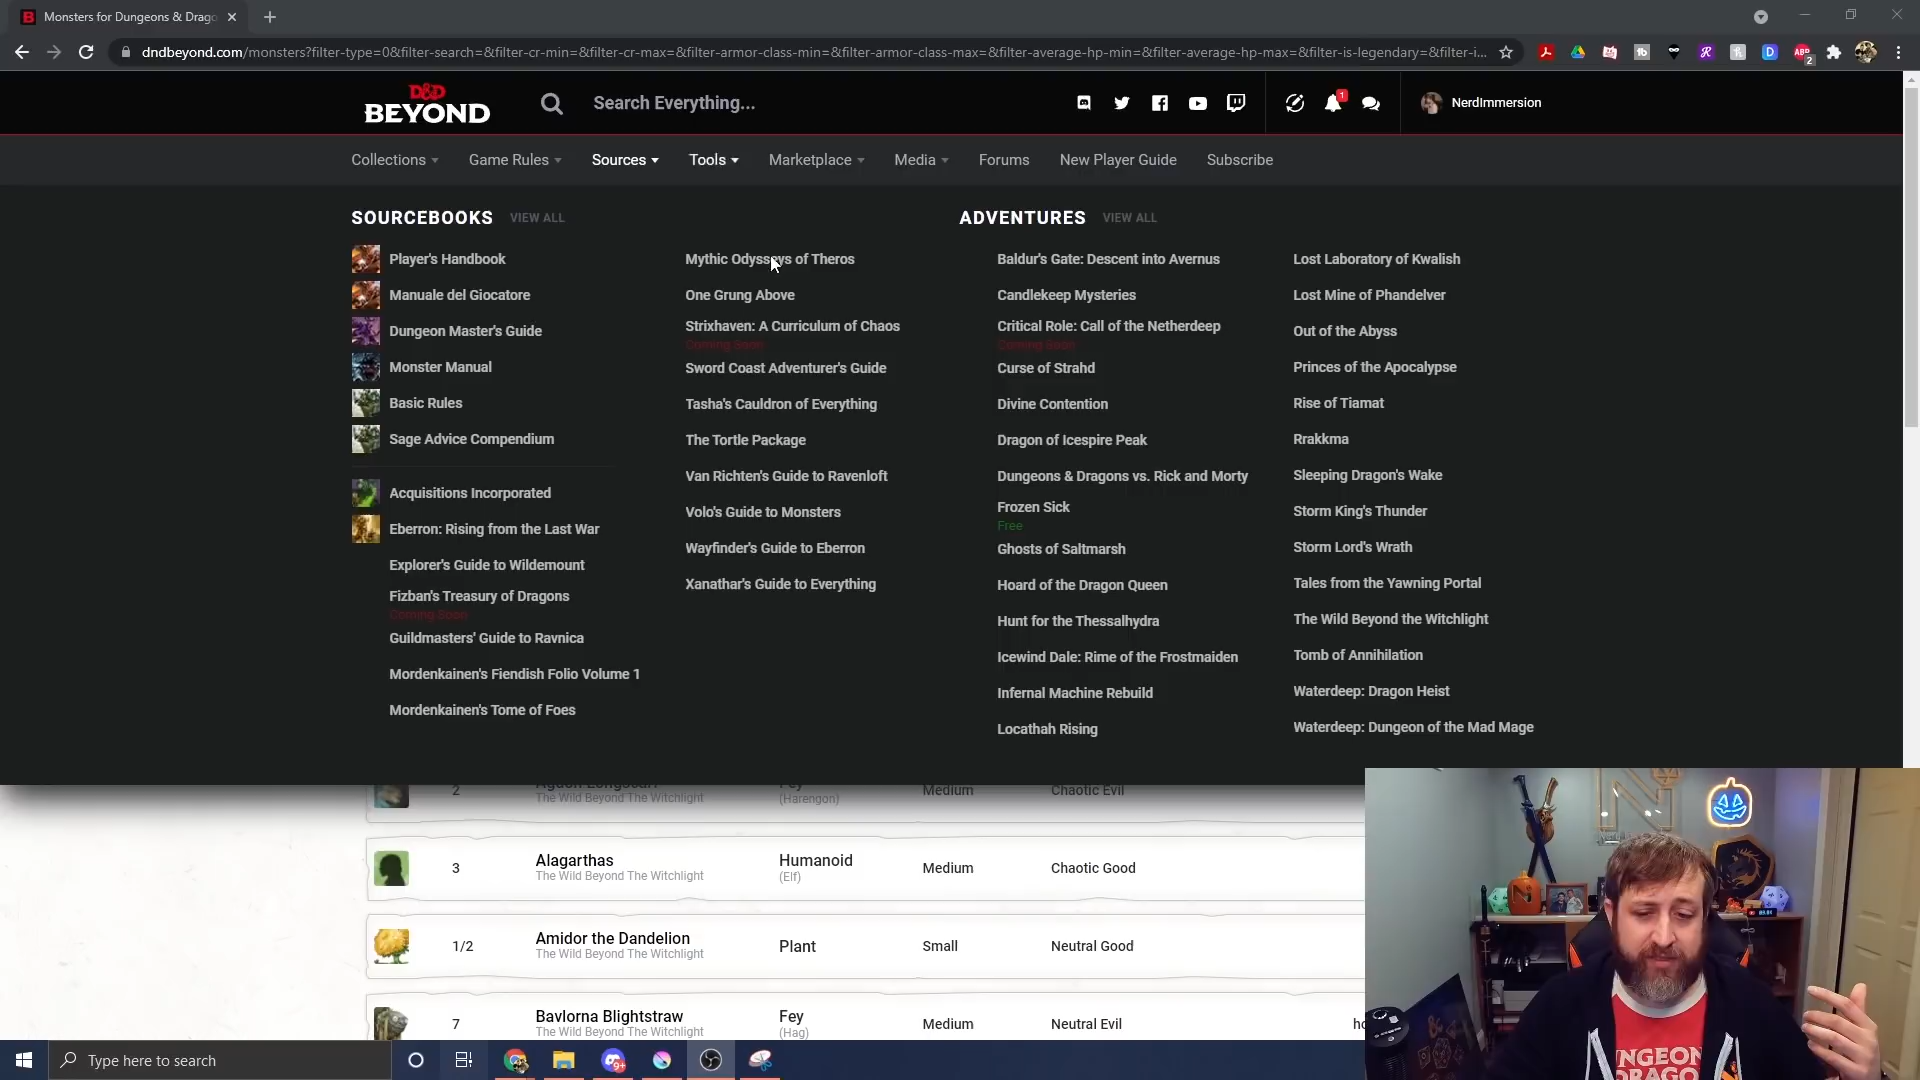 Monsters for Dungeons & Drago
dndbeyond.com/monsters?filter-type=0&filter-search=&filter-cr-min=&filter-cr-max=&filter-armor-class-min=&filter-armor-class-max=&filter-average-hp-min=&filter-average-hp-max=&filter-is-legendary=&filter-i...
ABP
2
D&D
BEYOND
Search Everything...
1
NerdImmersion
Collections
Game Rules
Sources
Tools
Marketplace
Media
Forums
New Player Guide
Subscribe
SOURCEBOOKS
VIEW ALL
Player's Handbook
Manuale del Giocatore
Dungeon Master's Guide
Monster Manual
Basic Rules
Sage Advice Compendium
Acquisitions Incorporated
Eberron: Rising from the Last War
Explorer's Guide to Wildemount
Fizban's Treasury of Dragons
Coming Soon
Guildmasters' Guide to Ravnica
Mordenkainen's Fiendish Folio Volume 1
Mordenkainen's Tome of Foes
Mythic Odysseys of Theros
One Grung Above
Strixhaven: A Curriculum of Chaos
Coming Soon
Sword Coast Adventurer's Guide
Tasha's Cauldron of Everything
The Tortle Package
Van Richten's Guide to Ravenloft
Volo's Guide to Monsters
Wayfinder's Guide to Eberron
Xanathar's Guide to Everything
ADVENTURES
VIEW ALL
Baldur's Gate: Descent into Avernus
Candlekeep Mysteries
Critical Role: Call of the Netherdeep
Coming Soon
Curse of Strahd
Divine Contention
Dragon of Icespire Peak
Dungeons & Dragons vs. Rick and Morty
Frozen Sick
Free
Ghosts of Saltmarsh
Hoard of the Dragon Queen
Hunt for the Thessalhydra
Icewind Dale: Rime of the Frostmaiden
Infernal Machine Rebuild
Locathah Rising
Lost Laboratory of Kwalish
Lost Mine of Phandelver
Out of the Abyss
Princes of the Apocalypse
Rise of Tiamat
Rrakkma
Sleeping Dragon's Wake
Storm King's Thunder
Storm Lord's Wrath
Tales from the Yawning Portal
The Wild Beyond the Witchlight
Tomb of Annihilation
Waterdeep: Dragon Heist
Waterdeep: Dungeon of the Mad Mage
2
The Wild Beyond The Witchlight
Fey
(Harengon)
Medium
Chaotic Evil
3
Alagarthas
The Wild Beyond The Witchlight
Humanoid
(Elf)
Medium
Chaotic Good
1/2
Amidor the Dandelion
The Wild Beyond The Witchlight
Plant
Small
Neutral Good
7
Bavlorna Blightstraw
The Wild Beyond The Witchlight
Fey
(Hag)
Medium
Neutral Evil
Type here to search
9+